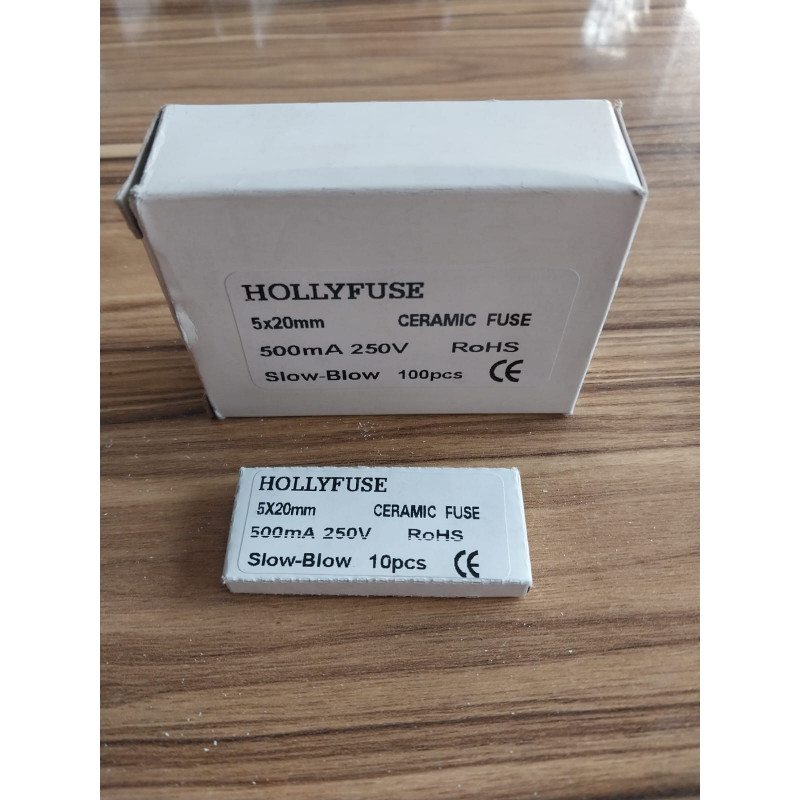 HOLLYFUSE
5x20mm CERAMIC FUSE
500mA 250V RoHS
Slow-Blow 100pcs CE
HOLLYFUSE
5X20mm CERAMIC FUSE
500mA 250V RoHS
Slow-Blow 10pcs CE